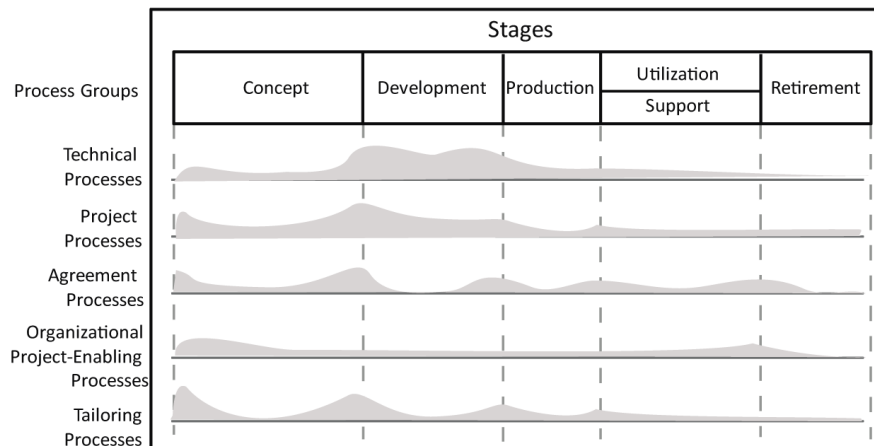 Stages
Process Groups
Concept
Development
Production
Utilization
Support
Retirement
Technical
Processes
Project
Processes
Agreement
Processes
Organizational
Project-Enabling
Processes
Tailoring
Processes